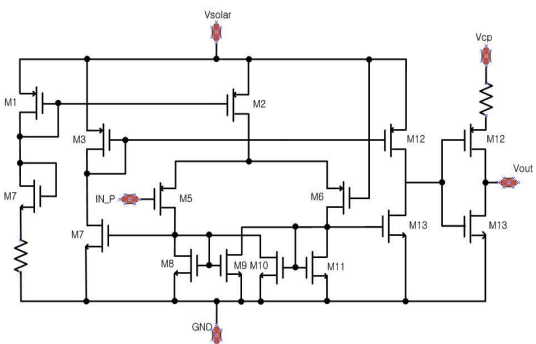 Vsolar
Vcp
M1
M2
M3
M12
M12
M7
IN_P
M5
M6
Vout
M7
M13
M13
M8
M9
M10
M11
GND